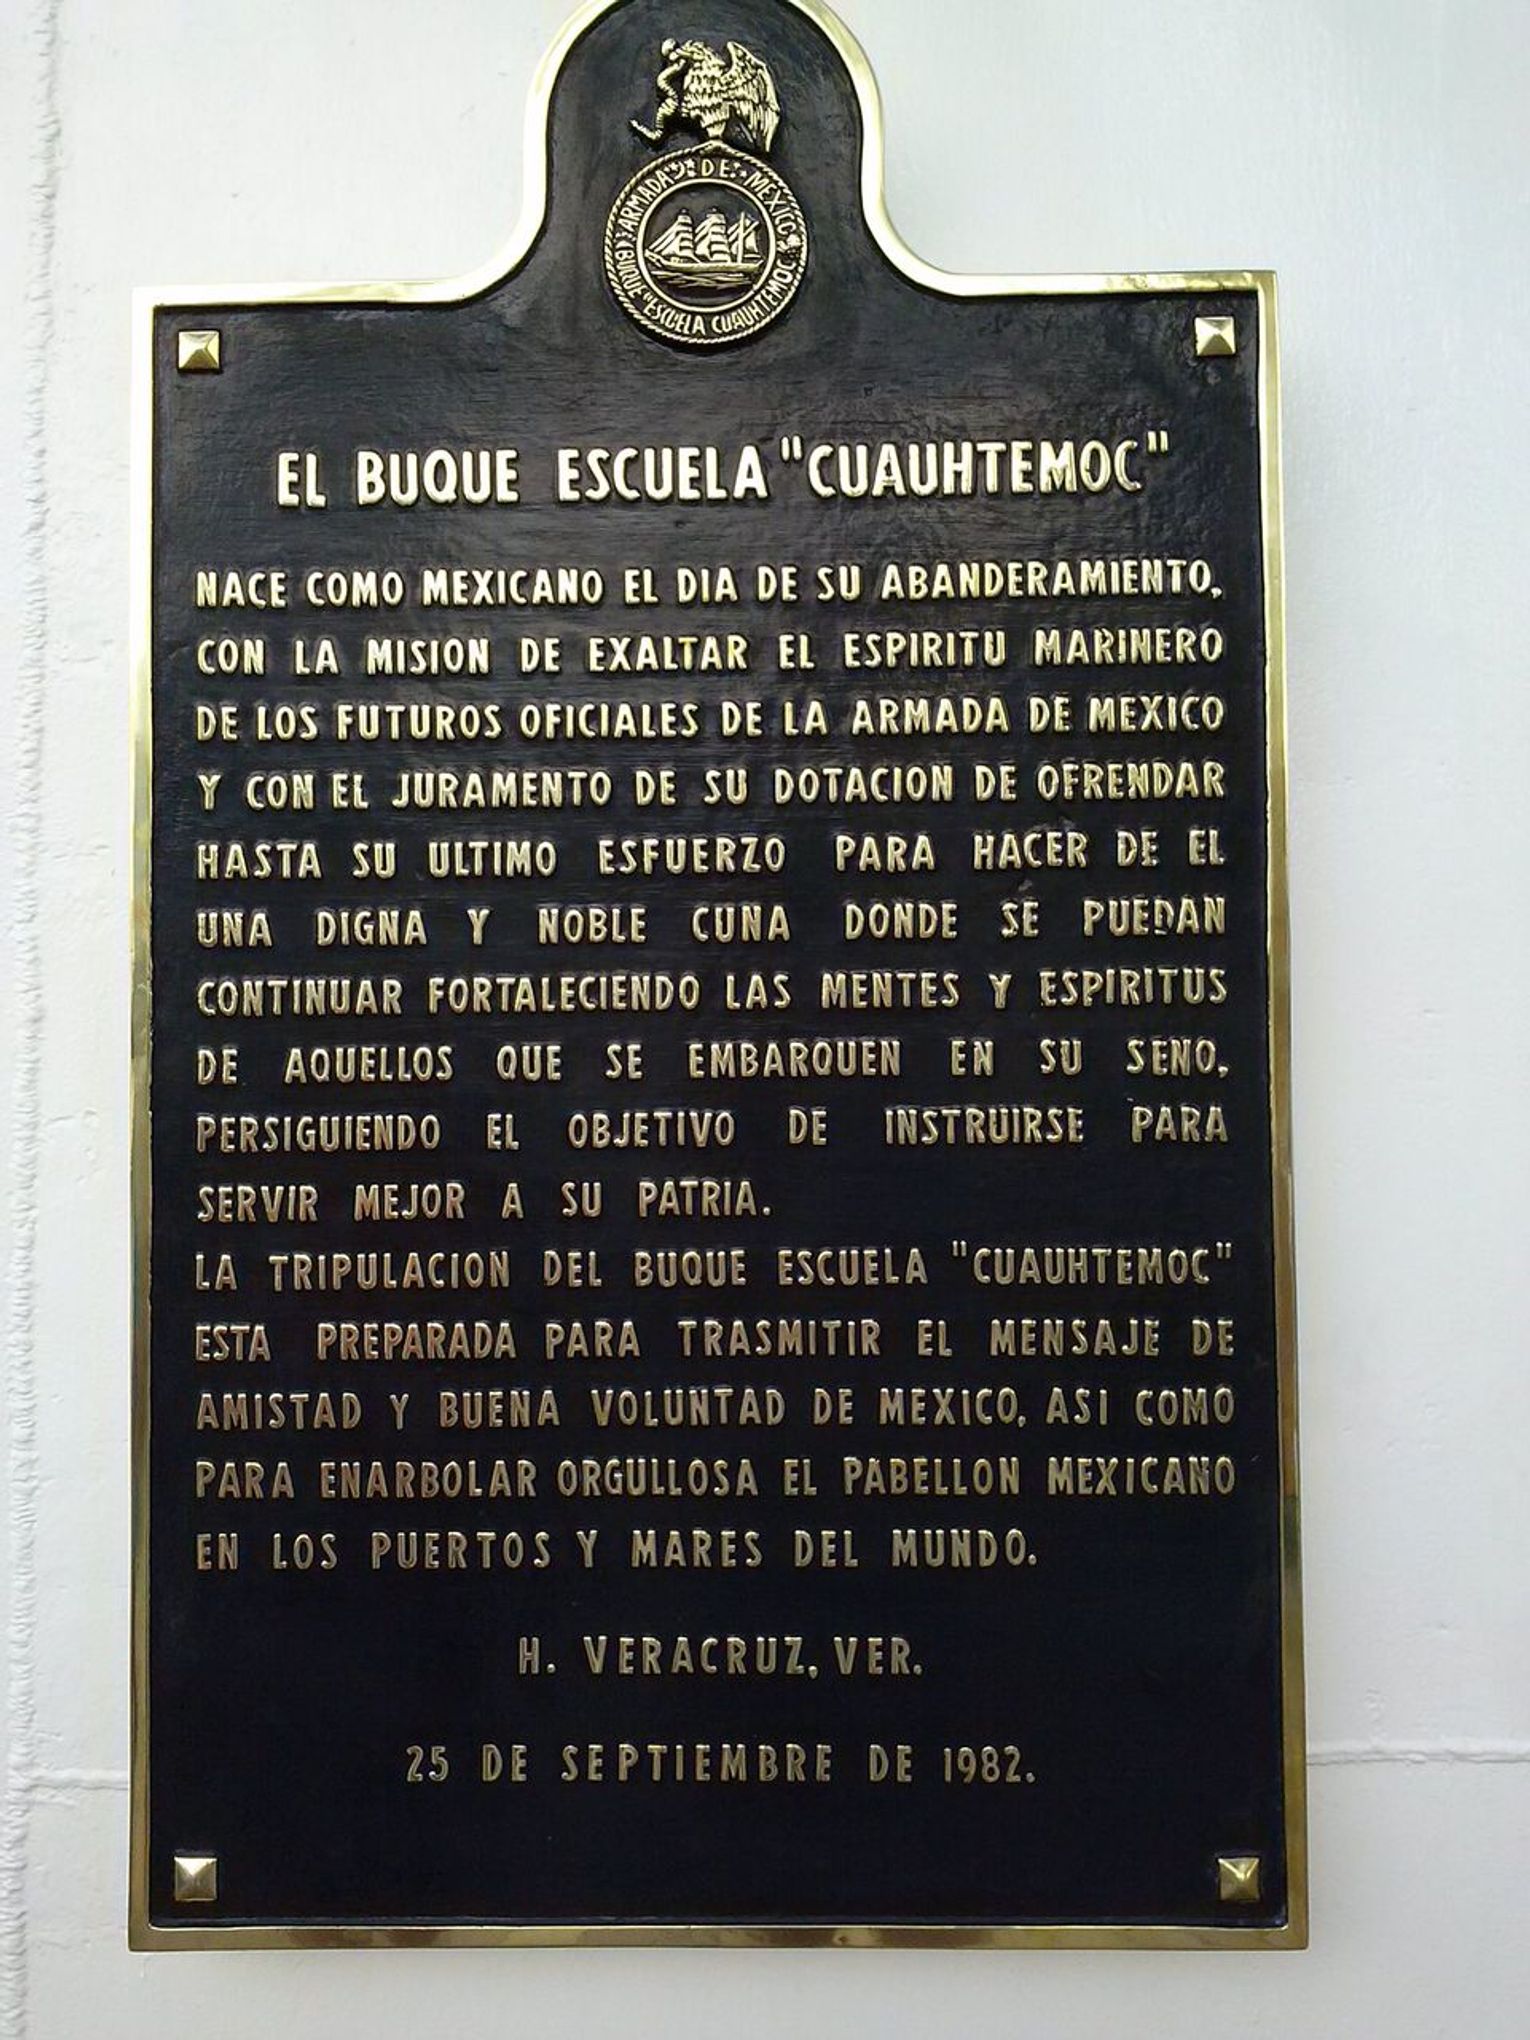 ARMADA DE MEXICO
BUQUE ESCUELA CUAUHTEMOC
EL BUQUE ESCUELA "CUAUHTEMOC"
NACE COMO MEXICANO EL DIA DE SU ABANDERAMIENTO,
CON LA MISION DE EXALTAR EL ESPIRITU MARINERO
DE LOS FUTUROS OFICIALES DE LA ARMADA DE MEXICO
Y CON EL JURAMENTO DE SU DOTACION DE OFRENDAR
HASTA SU ULTIMO ESFUERZO PARA HACER DE EL
UNA DIGNA Y NOBLE CUNA DONDE SE PUEDAN
CONTINUAR FORTALECIENDO LAS MENTES Y ESPIRITUS
DE AQUELLOS QUE SE EMBARQUEN EN SU SENO,
PERSIGUIENDO EL OBJETIVO DE INSTRUIRSE PARA
SERVIR MEJOR A SU PATRIA.
LA TRIPULACION DEL BUQUE ESCUELA "CUAUHTEMOC"
ESTA PREPARADA PARA TRASMITIR EL MENSAJE DE
AMISTAD Y BUENA VOLUNTAD DE MEXICO, ASI COMO
PARA ENARBOLAR ORGULLOSA EL PABELLON MEXICANO
EN LOS PUERTOS Y MARES DEL MUNDO.
H. VERACRUZ, VER.
25 DE SEPTIEMBRE DE 1982.